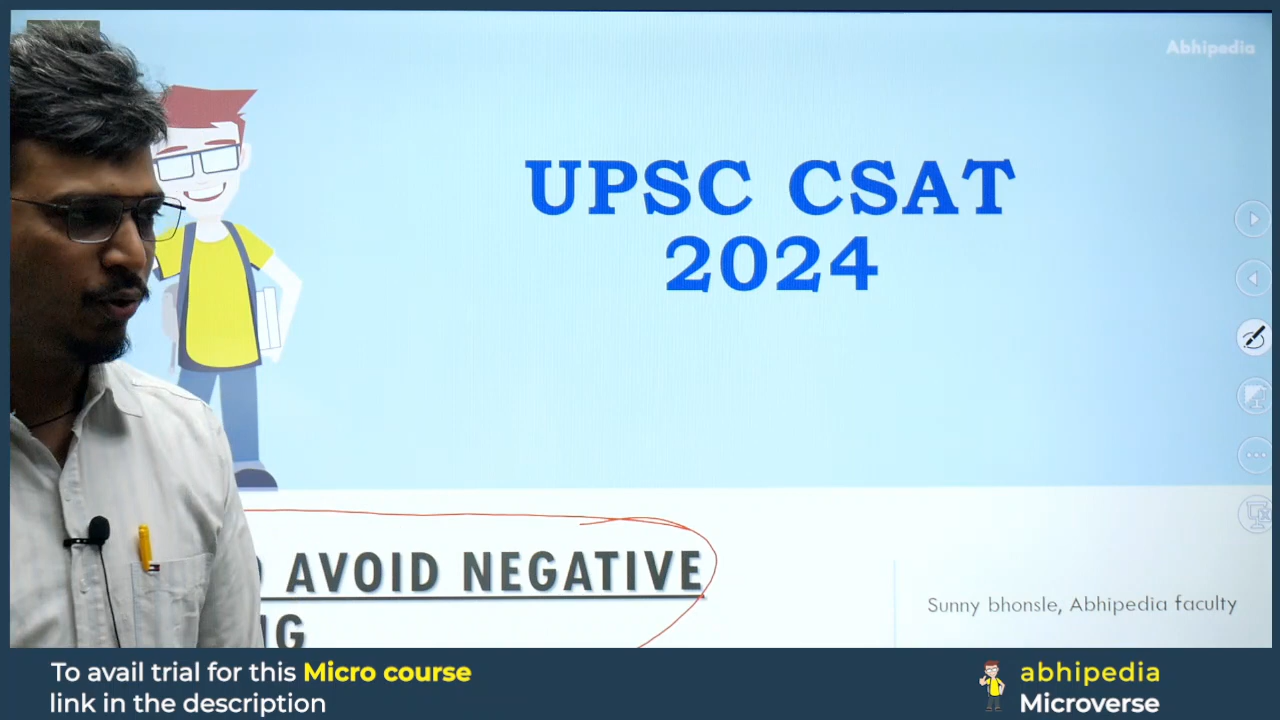 Abhipedia
UPSC CSAT
2024
AVOID NEGATIVE
Sunny bhonsle, Abhipedia faculty
To avail trial for this Micro course
link in the description
abhipedia
Microverse